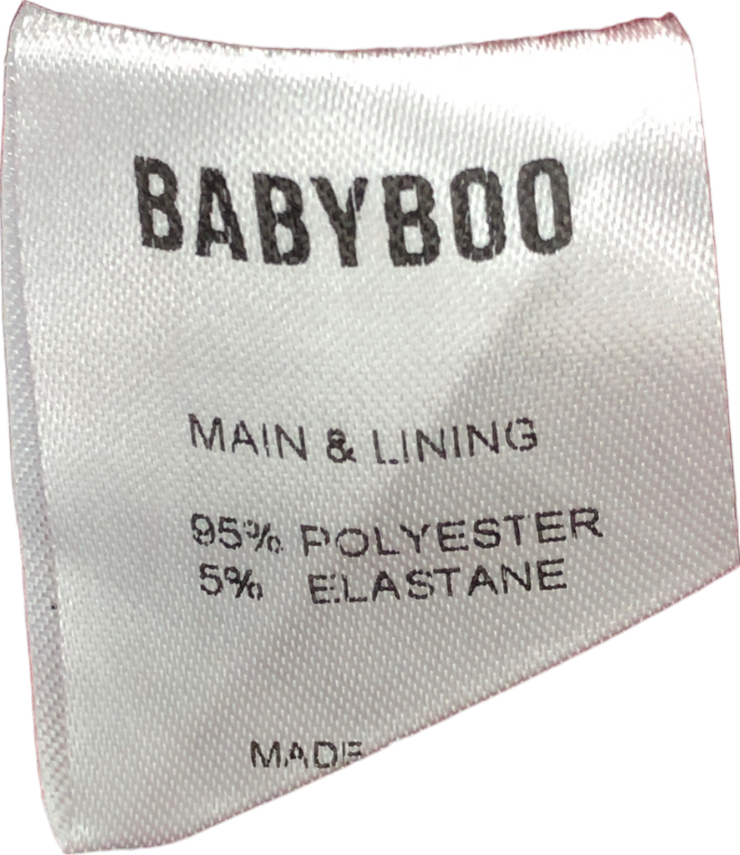 BABYBOO
MAIN & LINING
95% POLYESTER
5% ELASTANE
MADE